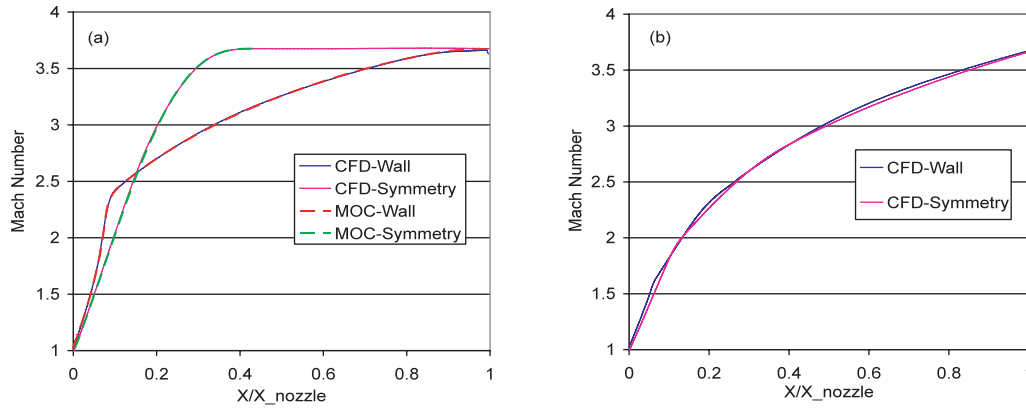 (a)
Mach Number
4
3.5
3
2.5
2
1.5
1
0
0.2
0.4
0.6
0.8
1
X/X_nozzle
CFD-Wall
CFD-Symmetry
MOC-Wall
MOC-Symmetry
(b)
Mach Number
4
3.5
3
2.5
2
1.5
1
0
0.2
0.4
0.6
0.8
1
X/X_nozzle
CFD-Wall
CFD-Symmetry